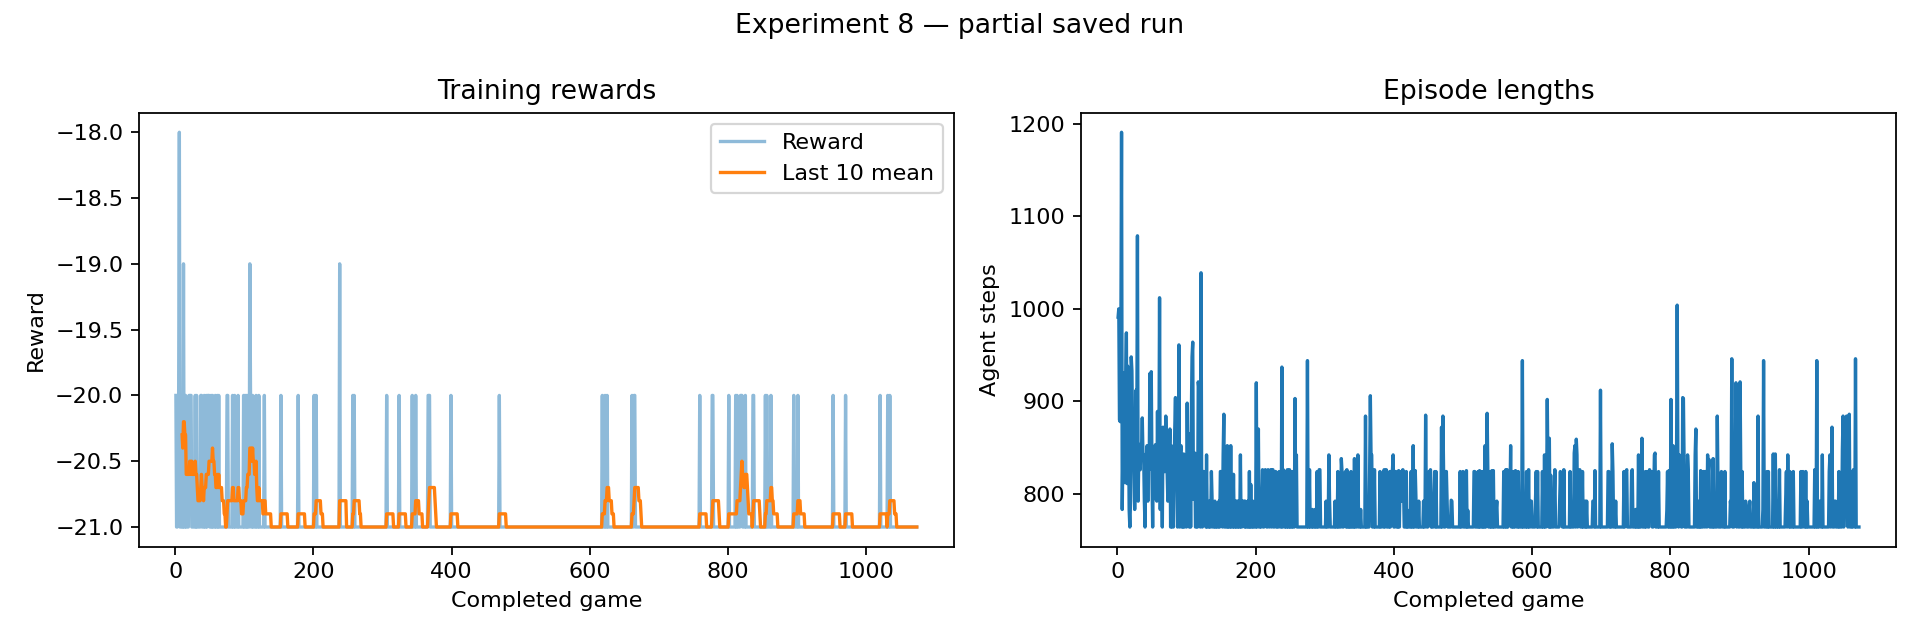 Experiment 8 — partial saved run
Training rewards
Reward
Last 10 mean
−18.0
−18.5
−19.0
−19.5
−20.0
−20.5
−21.0
Reward
0 200 400 600 800 1000
Completed game
Episode lengths
1200
1100
1000
900
800
Agent steps
0 200 400 600 800 1000
Completed game